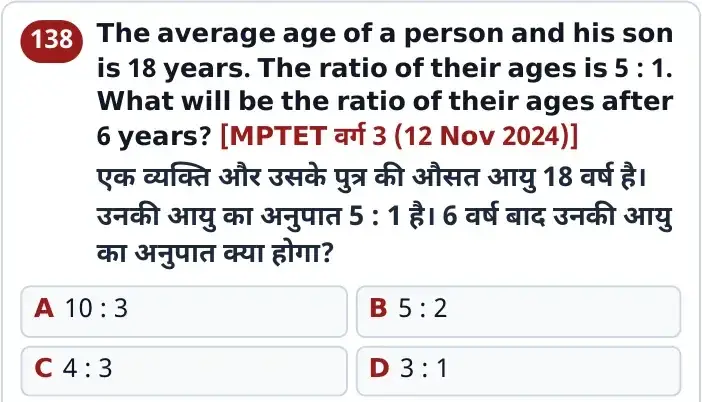 138 The average age of a person and his son
is 18 years. The ratio of their ages is 5 : 1.
What will be the ratio of their ages after
6 years? [MPTET वर्ग 3 (12 Nov 2024)]
एक व्यक्ति और उसके पुत्र की औसत आयु 18 वर्ष है।
उनकी आयु का अनुपात 5 : 1 है। 6 वर्ष बाद उनकी आयु
का अनुपात क्या होगा?
A 10 : 3
B 5 : 2
C 4 : 3
D 3 : 1